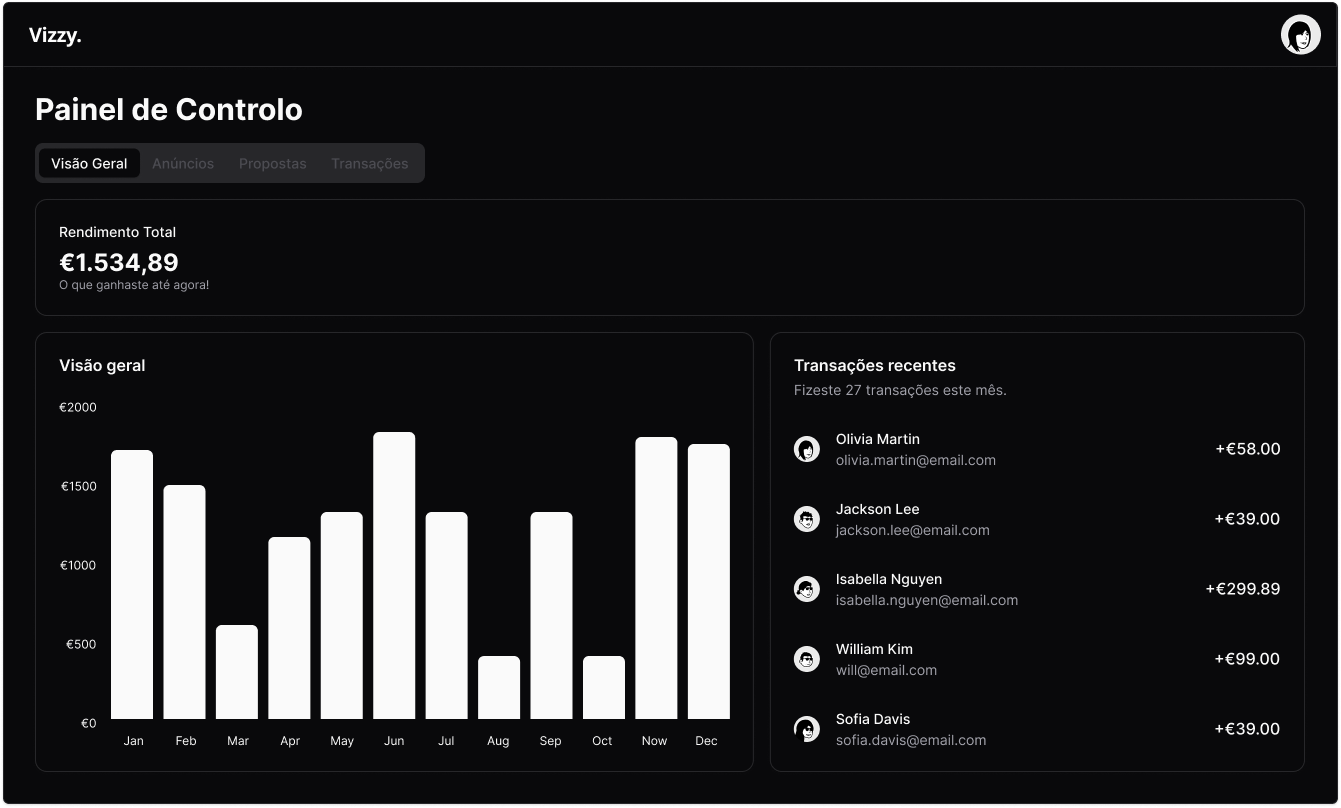 Vizzy.
Painel de Controlo
Visão Geral Anúncios Propostas Transações
Rendimento Total
€1.534,89
O que ganhaste até agora!
Visão geral
€2000
€1500
€1000
€500
€0
Jan Feb Mar Apr May Jun Jul Aug Sep Oct Now Dec
Transações recentes
Fizeste 27 transações este mês.
Olivia Martin
olivia.martin@email.com
+€58.00
Jackson Lee
jackson.lee@email.com
+€39.00
Isabella Nguyen
isabella.nguyen@email.com
+€299.89
William Kim
will@email.com
+€99.00
Sofia Davis
sofia.davis@email.com
+€39.00